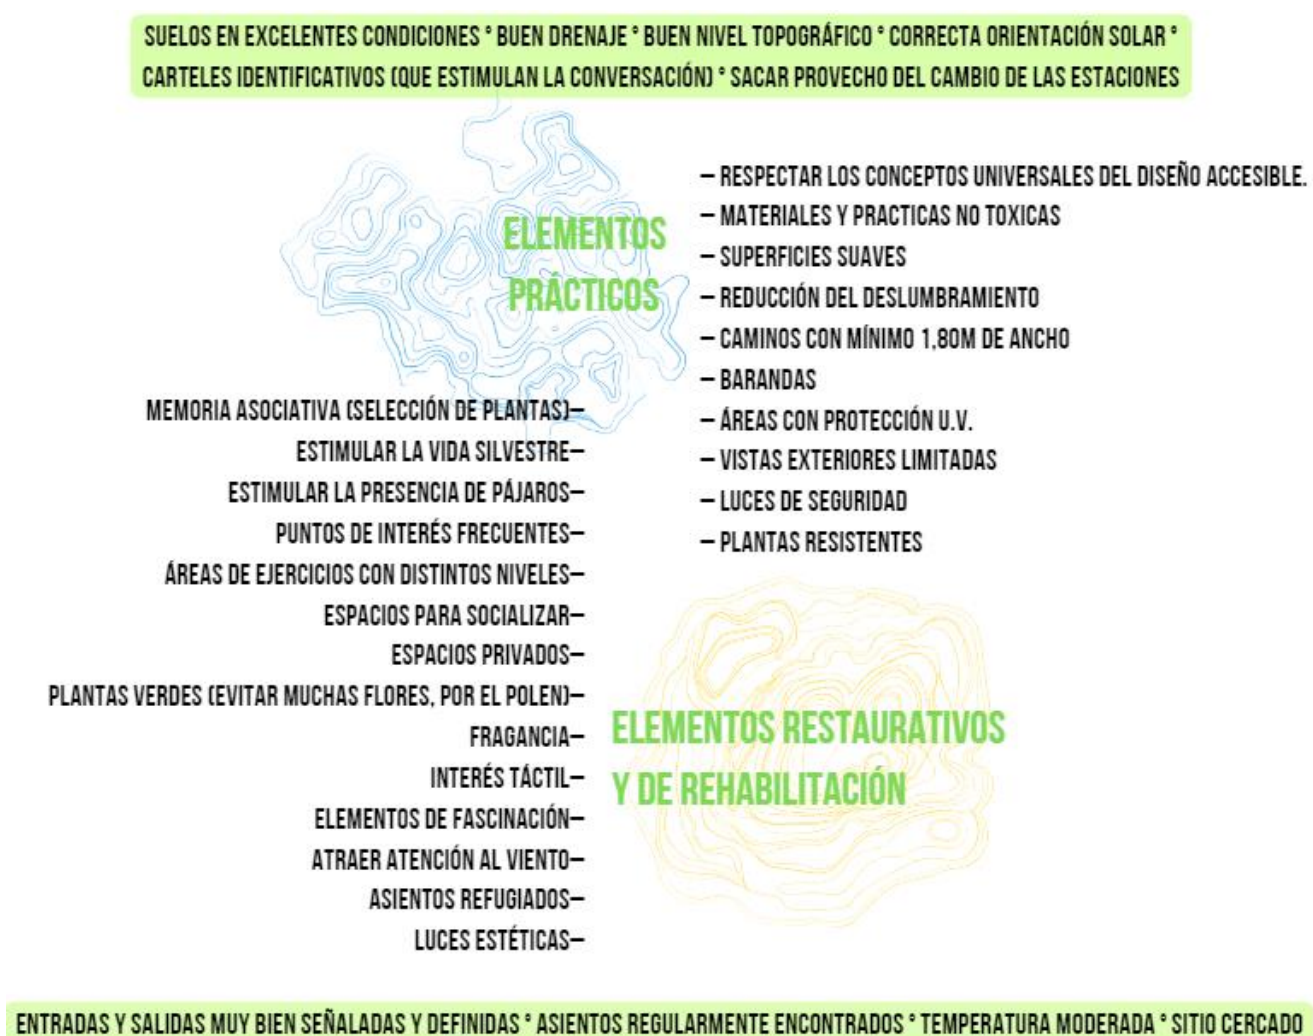 SUELOS EN EXCELENTES CONDICIONES ° BUEN DRENAJE ° BUEN NIVEL TOPOGRÁFICO ° CORRECTA ORIENTACIÓN SOLAR °
CARTELES IDENTIFICATIVOS (QUE ESTIMULAN LA CONVERSACIÓN) ° SACAR PROVECHO DEL CAMBIO DE LAS ESTACIONES
ELEMENTOS
PRÁCTICOS
– RESPECTAR LOS CONCEPTOS UNIVERSALES DEL DISEÑO ACCESIBLE.
– MATERIALES Y PRACTICAS NO TOXICAS
– SUPERFICIES SUAVES
– REDUCCIÓN DEL DESLUMBRAMIENTO
– CAMINOS CON MÍNIMO 1,80M DE ANCHO
– BARANDAS
– ÁREAS CON PROTECCIÓN U.V.
– VISTAS EXTERIORES LIMITADAS
– LUCES DE SEGURIDAD
– PLANTAS RESISTENTES
MEMORIA ASOCIATIVA (SELECCIÓN DE PLANTAS)–
ESTIMULAR LA VIDA SILVESTRE–
ESTIMULAR LA PRESENCIA DE PÁJAROS–
PUNTOS DE INTERÉS FRECUENTES–
ÁREAS DE EJERCICIOS CON DISTINTOS NIVELES–
ESPACIOS PARA SOCIALIZAR–
ESPACIOS PRIVADOS–
PLANTAS VERDES (EVITAR MUCHAS FLORES, POR EL POLEN)–
FRAGANCIA–
INTERÉS TÁCTIL–
ELEMENTOS DE FASCINACIÓN–
ATRAER ATENCIÓN AL VIENTO–
ASIENTOS REFUGIADOS–
LUCES ESTÉTICAS–
ELEMENTOS RESTAURATIVOS
Y DE REHABILITACIÓN
ENTRADAS Y SALIDAS MUY BIEN SEÑALADAS Y DEFINIDAS ° ASIENTOS REGULARMENTE ENCONTRADOS ° TEMPERATURA MODERADA ° SITIO CERCADO